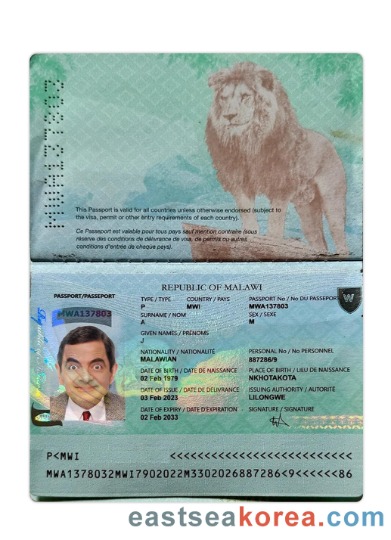 MWA137803
This Passport is valid for all countries unless otherwise endorsed (subject to
the visa, permit or other entry requirements of each country).
Ce Passeport est valable pour tous pays sauf mention contraire (sous
réserve des conditions de délivrance de visa, de permis ou autres
conditions d'entrée de chaque pays).
REPUBLIC OF MALAWI
PASSPORT/PASSEPORT
TYPE / TYPE COUNTRY / PAYS PASSPORT No / No DU PASSEPORT
P MWI MWA137803
MWA137803
SURNAME / NOM SEX / SEXE
A M
GIVEN NAMES / PRÉNOMS
J
NATIONALITY / NATIONALITÉ PERSONAL No / No PERSONNEL
MALAWIAN 887286/9
DATE OF BIRTH / DATE DE NAISSANCE PLACE OF BIRTH / LIEU DE NAISSANCE
02 Feb 1979 NKHOTAKOTA
DATE OF ISSUE / DATE DE DÉLIVRANCE ISSUING AUTHORITY / AUTORITÉ
03 Feb 2023 LILONGWE
DATE OF EXPIRY / DATE D'EXPIRATION SIGNATURE / SIGNATURE
02 Feb 2033
P<MWI <<<<<<<<<<<<<<<<<<<<<<<<<<<
MWA1378032MWI7902022M3302026887286<9<<<<<<86
eastseakorea.com